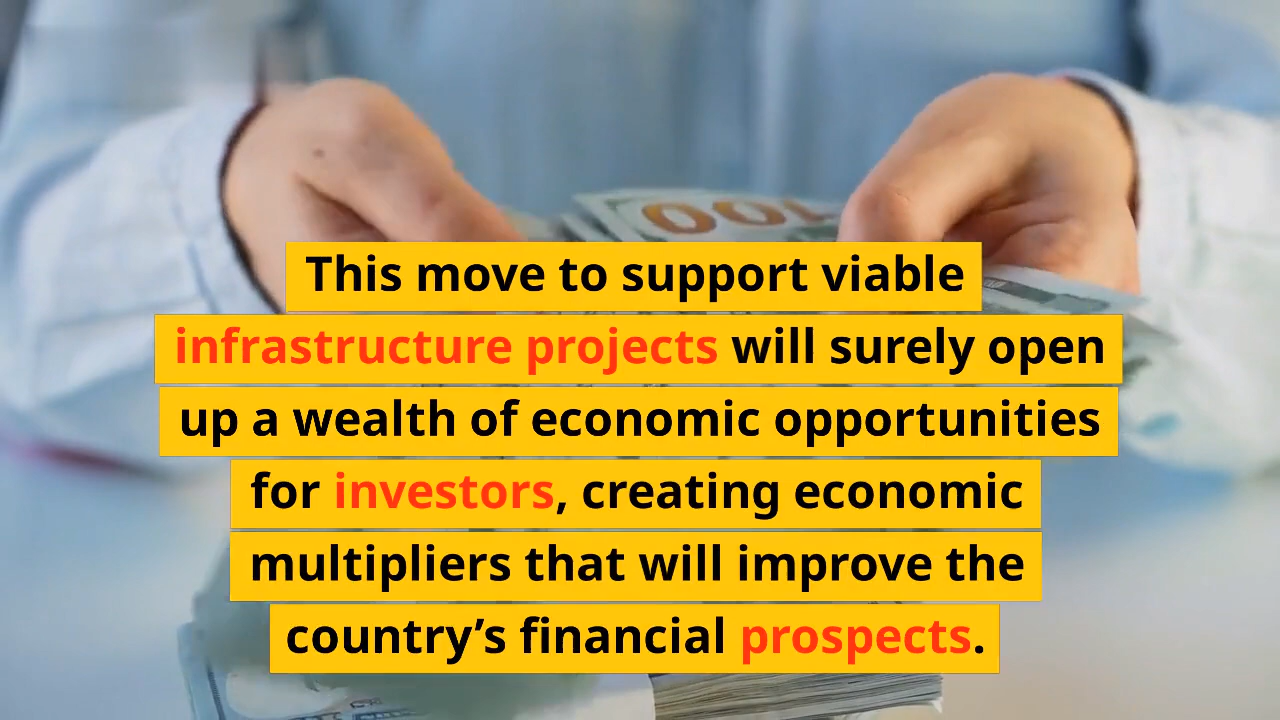 100
This move to support viable
infrastructure projects will surely open
up a wealth of economic opportunities
for investors, creating economic
multipliers that will improve the
country’s financial prospects.